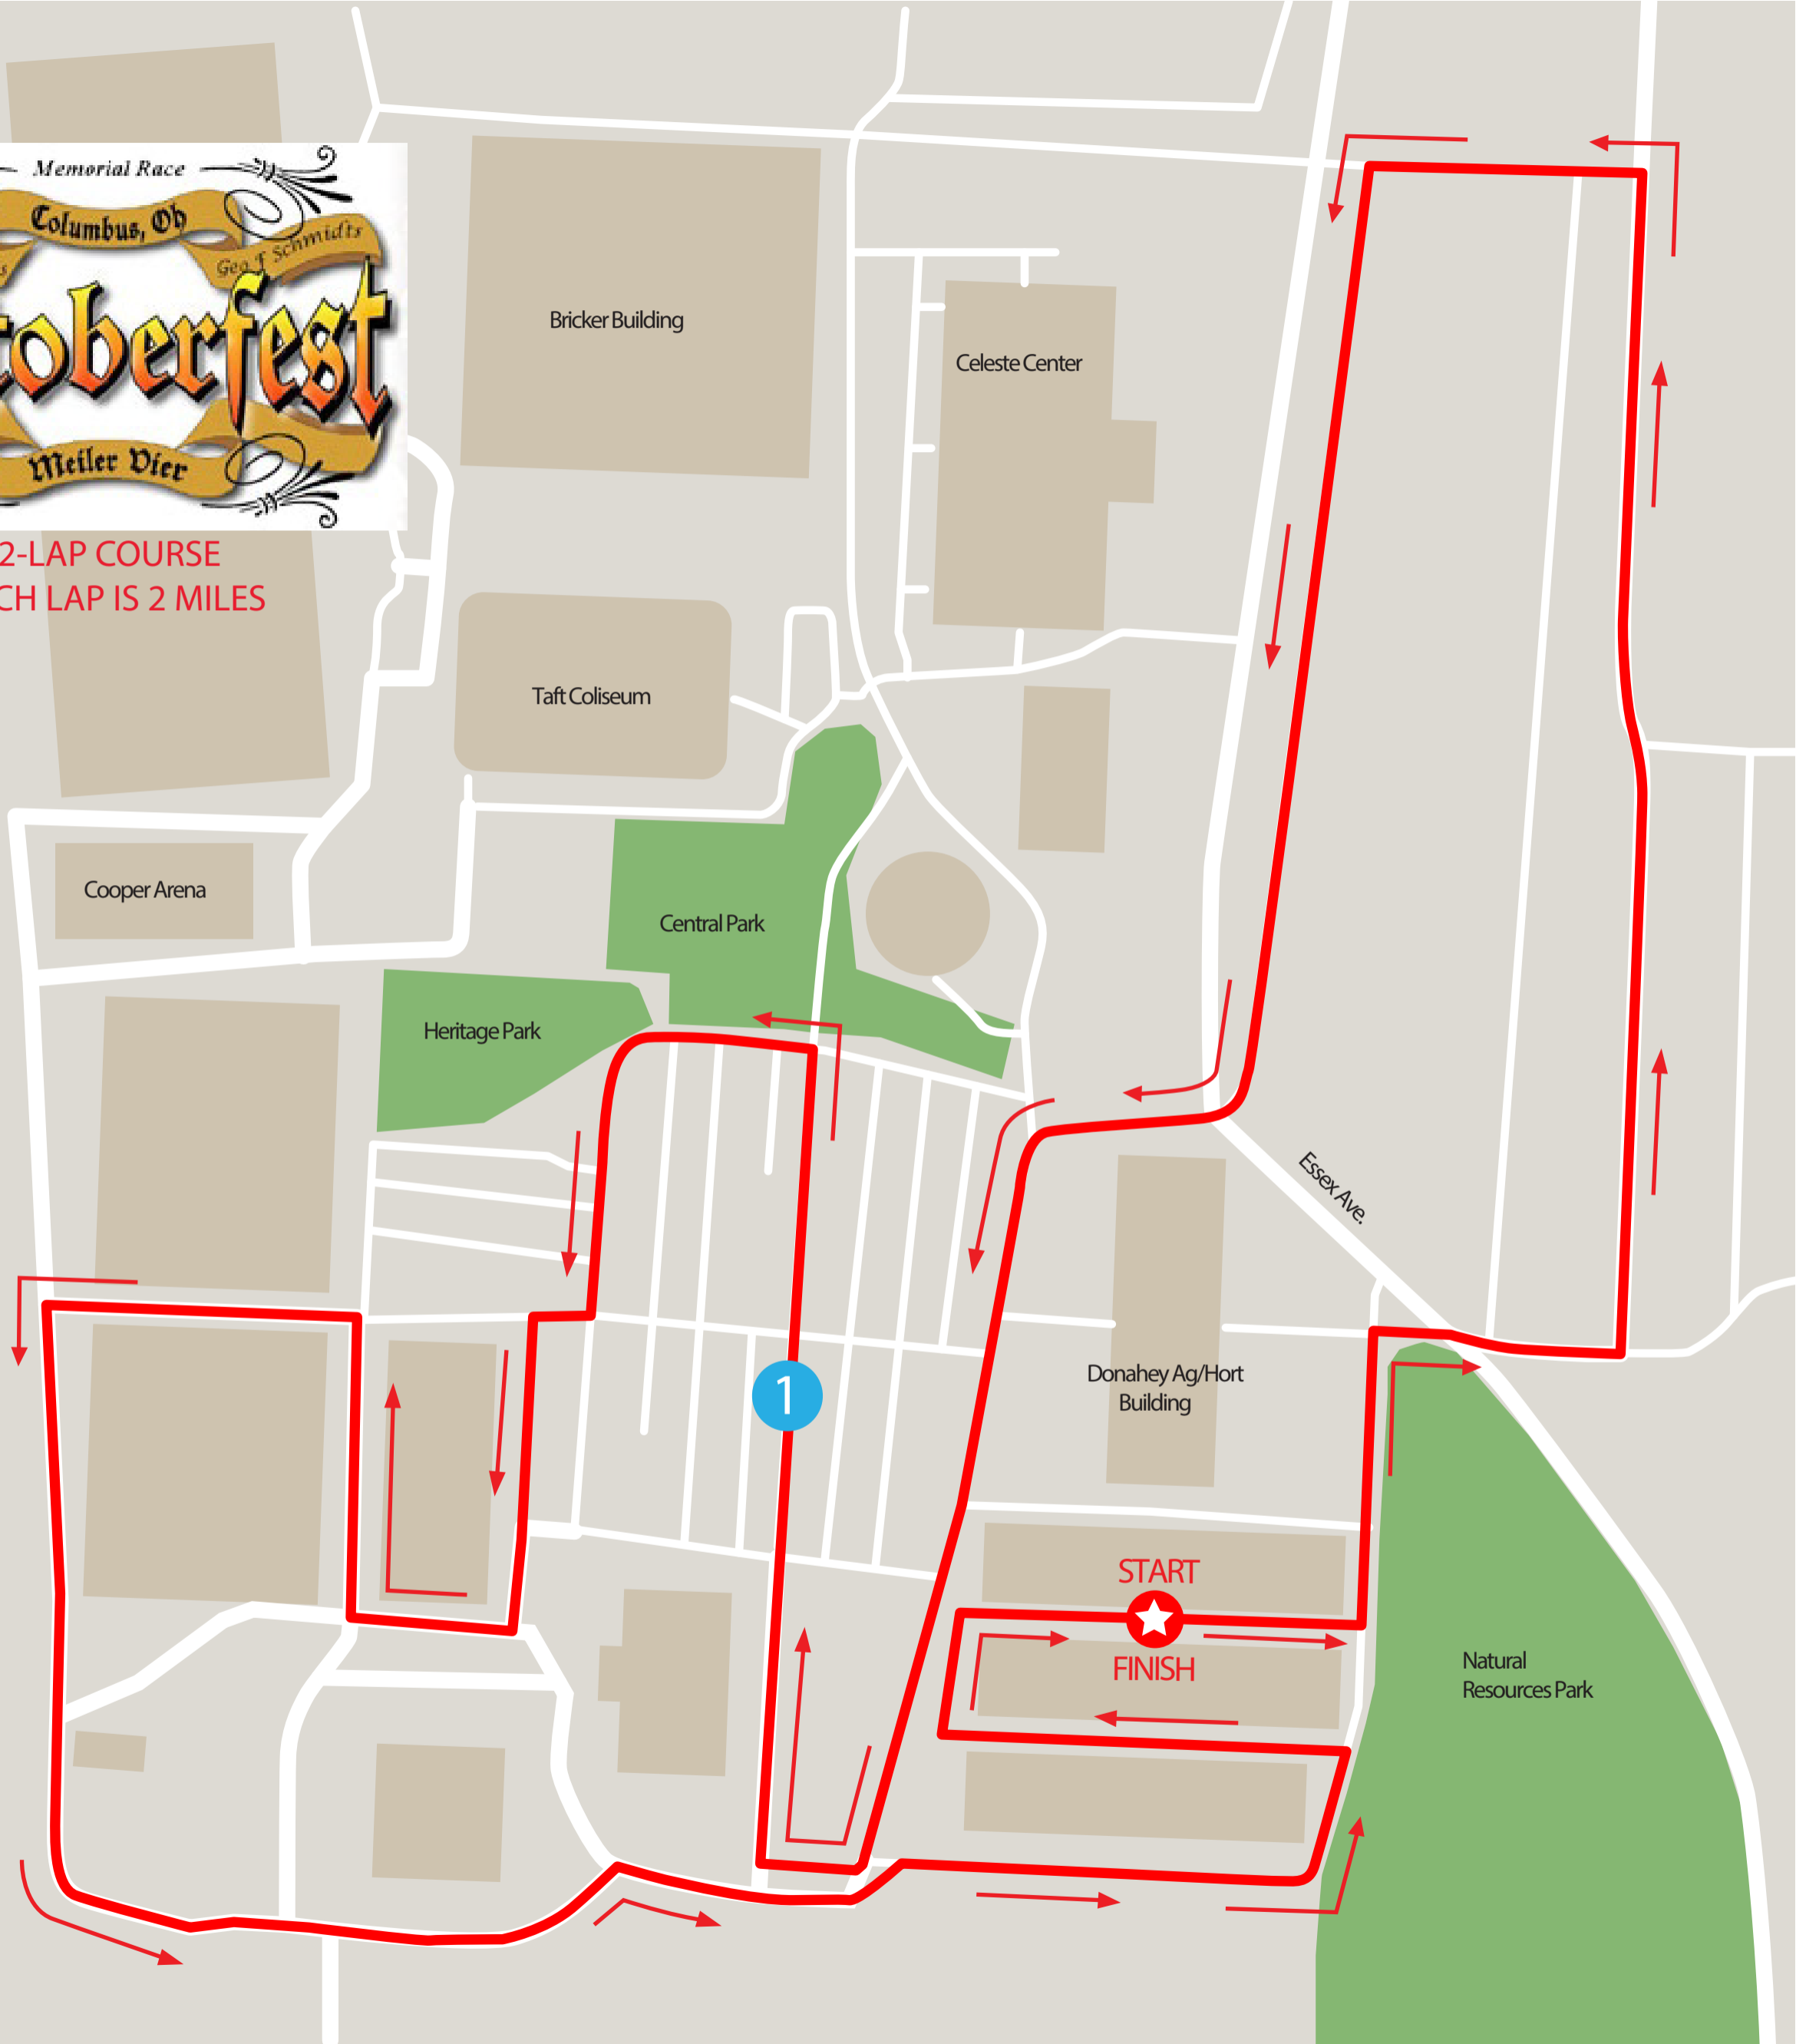 Memorial Race
Columbus, Oh
Geo F Schmidts
toberfest
Meiler Vier
2-LAP COURSE
CH LAP IS 2 MILES
Bricker Building
Celeste Center
Taft Coliseum
Cooper Arena
Central Park
Heritage Park
Essex Ave.
Donahey Ag/Hort
Building
1
START
FINISH
Natural
Resources Park